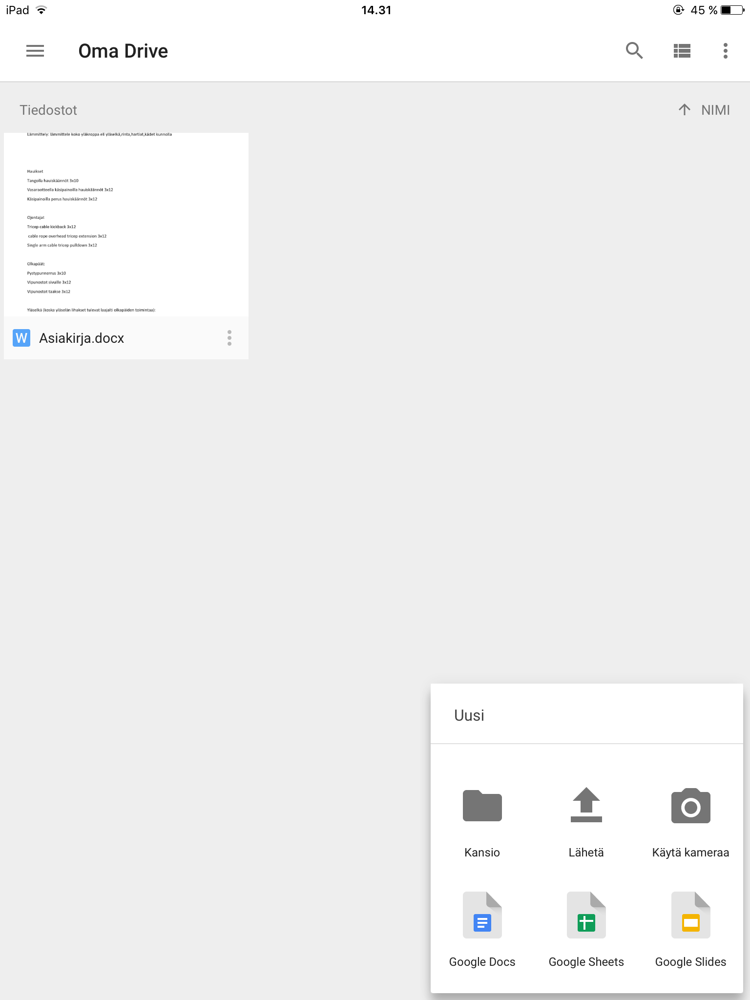 iPad 14.31 45 %
Oma Drive
Tiedostot NIMI
Lämmittely: lämmittele koko yläkroppa eli yläselkä,rinta,hartiat,kädet kunnolla
Hauikset
Tangolla hauiskäännöt 3x10
Vasaraotteella käsipainoilla hauiskäännöt 3x12
Käsipainoilla perus hauiskäännöt 3x12
Ojentajat
Tricep cable kickback 3x12
cable rope overhead tricep extension 3x12
Single arm cable tricep pulldown 3x12
Olkapäät:
Pystypunnerrus 3x10
Vipunostot sivuille 3x12
Vipunostot taakse 3x12
Yläselkä (koska yläselän lihakset tulevat laajalti olkapäiden toimintaa):
W Asiakirja.docx
Uusi
Kansio Lähetä Käytä kameraa
Google Docs Google Sheets Google Slides